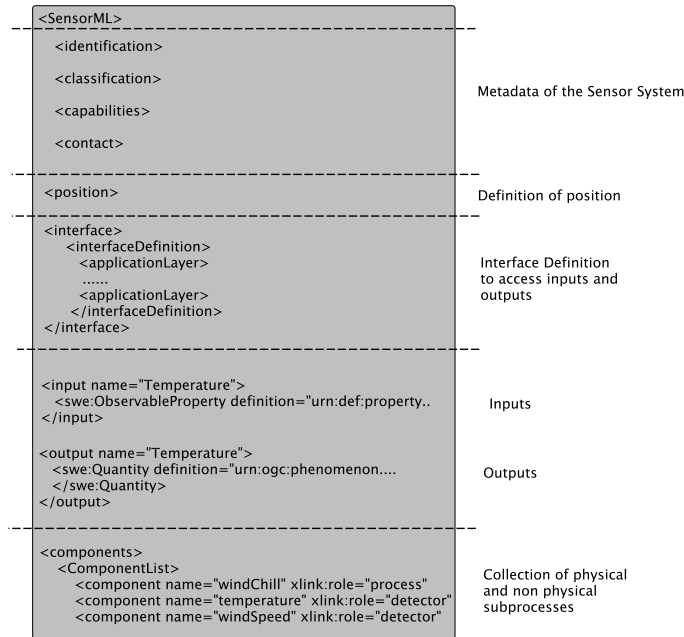 <SensorML>
<identification>
<classification>
<capabilities>
<contact>
Metadata of the Sensor System
<position>
Definition of position
<interface>
<interfaceDefinition>
<applicationLayer>
......
<applicationLayer>
</interfaceDefinition>
</interface>
Interface Definition
to access inputs and
outputs
<input name="Temperature">
<swe:ObservableProperty definition="urn:def:property..
</input>
Inputs
<output name="Temperature">
<swe:Quantity definition="urn:ogc:phenomenon....
</swe:Quantity>
</output>
Outputs
<components>
<ComponentList>
<component name="windChill" xlink:role="process"
<component name="temperature" xlink:role="detector"
<component name="windSpeed" xlink:role="detector"
Collection of physical
and non physical
subprocesses